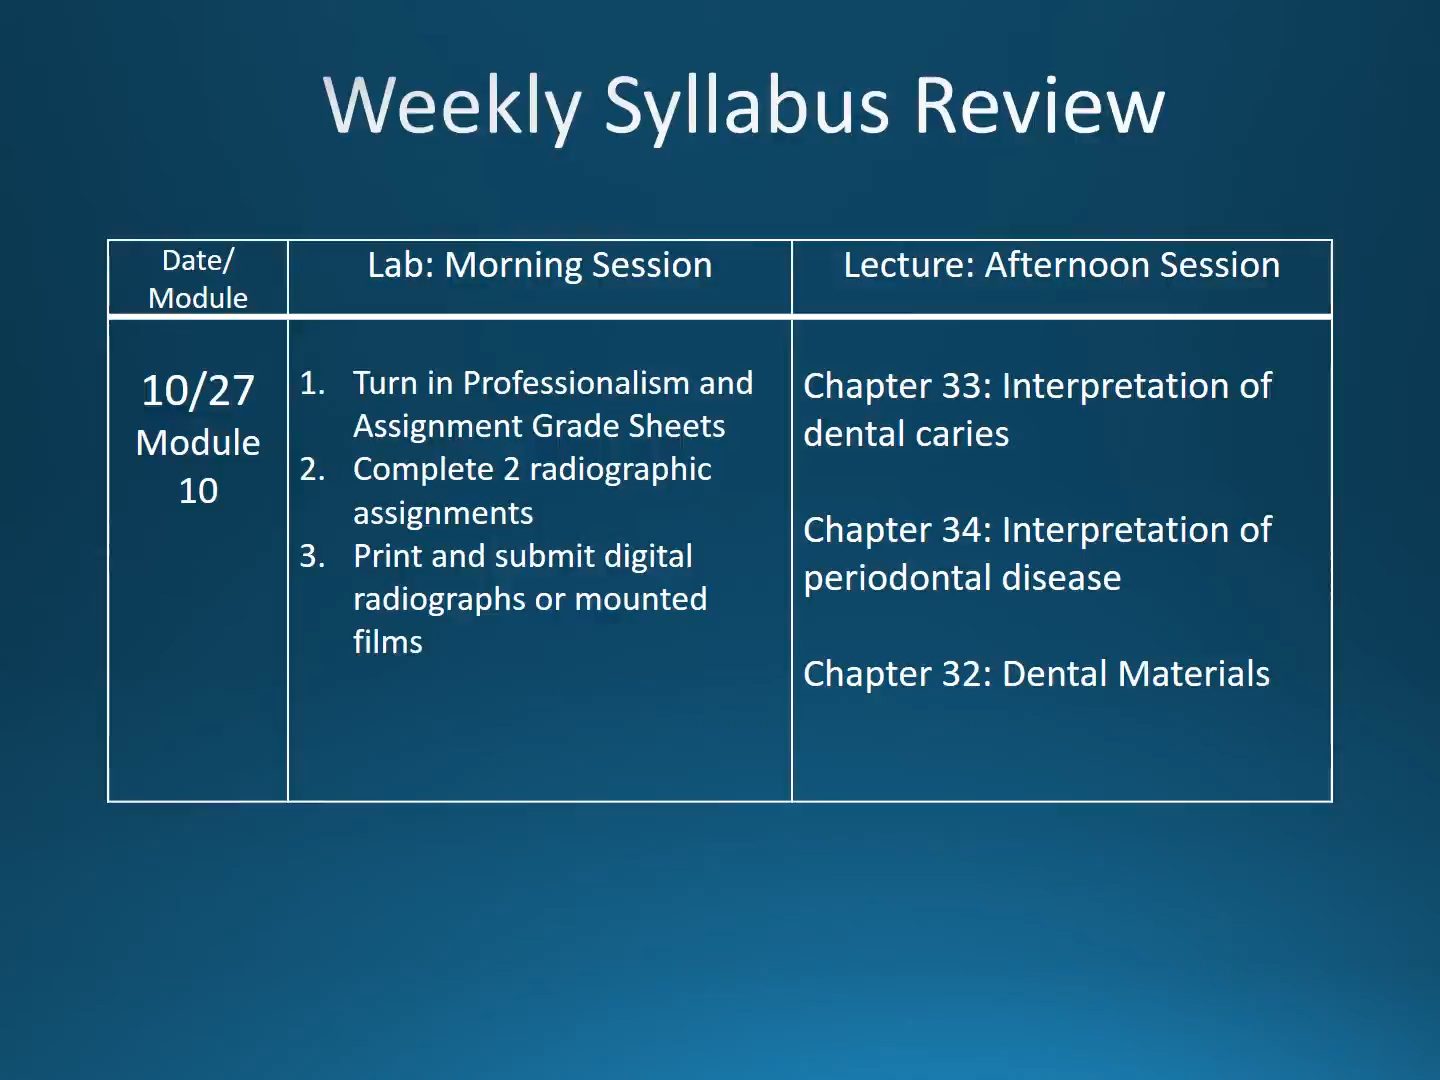 Weekly Syllabus Review
Date/
Module
Lab: Morning Session
Lecture: Afternoon Session
10/27
Module
10
1. Turn in Professionalism and
Assignment Grade Sheets
2. Complete 2 radiographic
assignments
3. Print and submit digital
radiographs or mounted
films
Chapter 33: Interpretation of
dental caries
Chapter 34: Interpretation of
periodontal disease
Chapter 32: Dental Materials